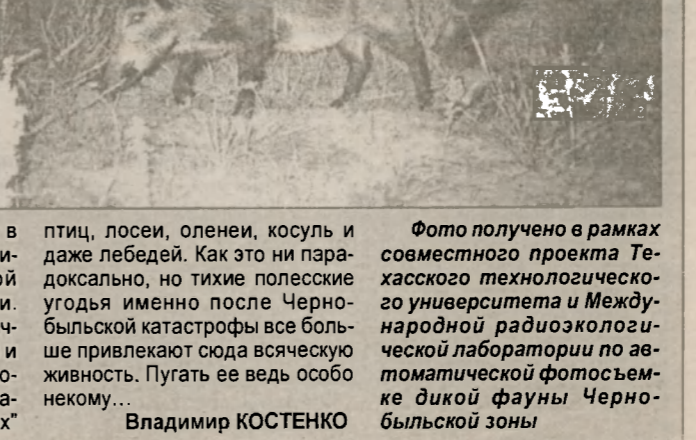 в
и-
ой
и.
ч-
и
о-
а-
х"
птиц, лосей, оленей, косуль и
даже лебедей. Как это ни пара-
доксально, но тихие полесские
угодья именно после Черно-
быльской катастрофы все боль-
ше привлекают сюда всяческую
живность. Пугать ее ведь особо
некому...
Владимир КОСТЕНКО
Фото получено в рамках
совместного проекта Те-
хасского технологическо-
го университета и Между-
народной радиоэкологи-
ческой лаборатории по ав-
томатической фотосъем-
ке дикой фауны Черно-
быльской зоны